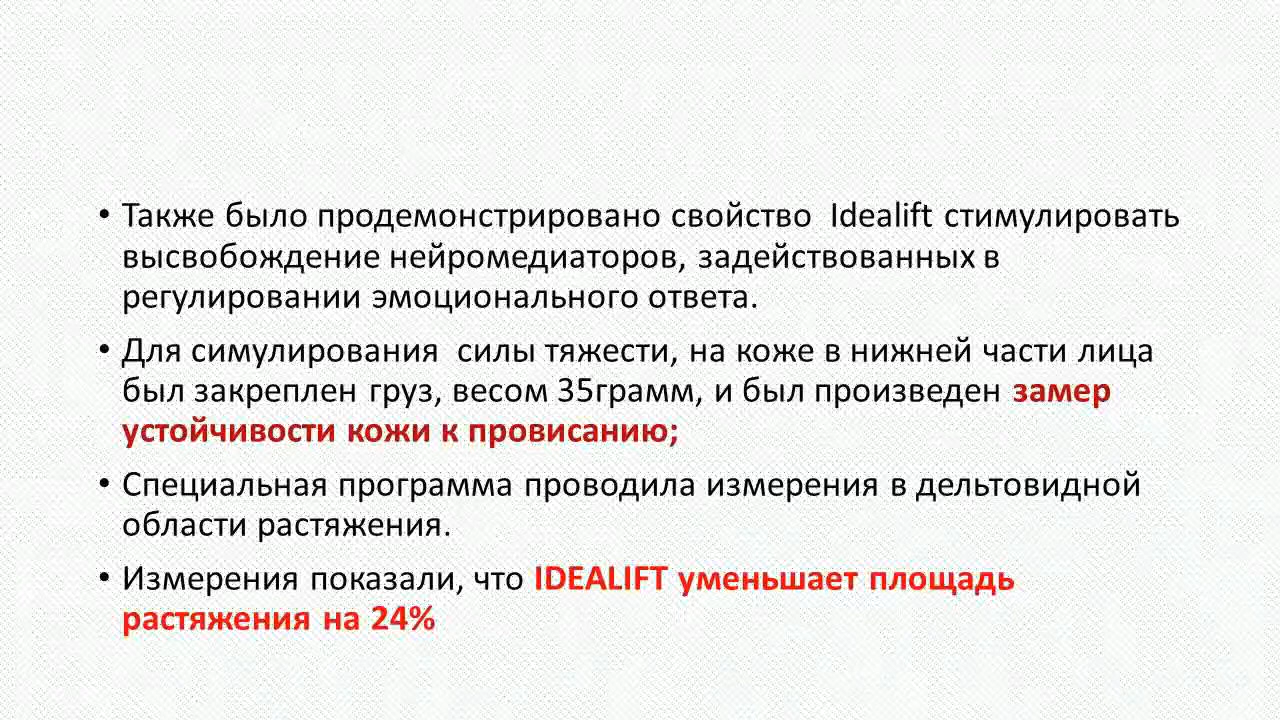 • Также было продемонстрировано свойство  Idealift стимулировать
высвобождение нейромедиаторов, задействованных в
регулировании эмоционального ответа.
• Для симулирования  силы тяжести, на коже в нижней части лица
был закреплен груз, весом 35грамм, и был произведен замер
устойчивости кожи к провисанию;
• Специальная программа проводила измерения в дельтовидной
области растяжения.
• Измерения показали, что IDEALIFT уменьшает площадь
растяжения на 24%